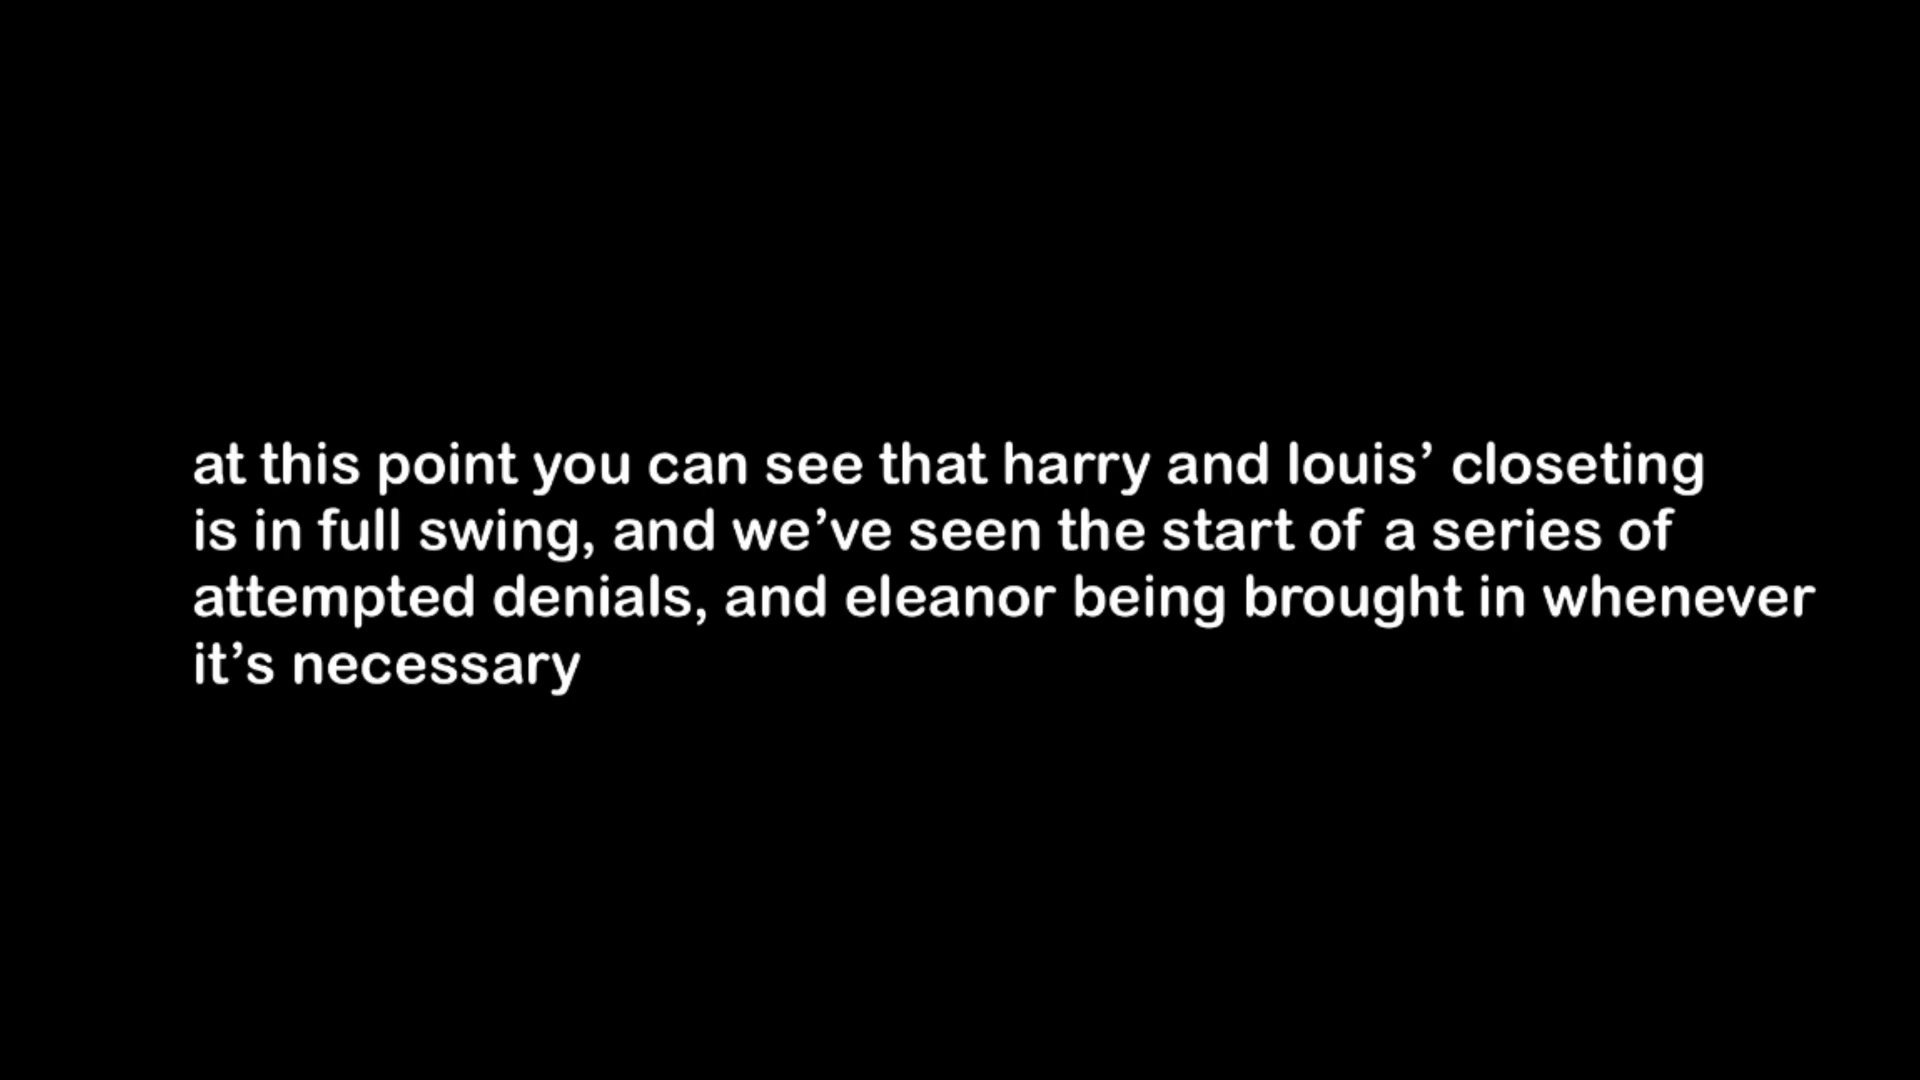 at this point you can see that harry and louis’ closeting
is in full swing, and we’ve seen the start of a series of
attempted denials, and eleanor being brought in whenever
it’s necessary